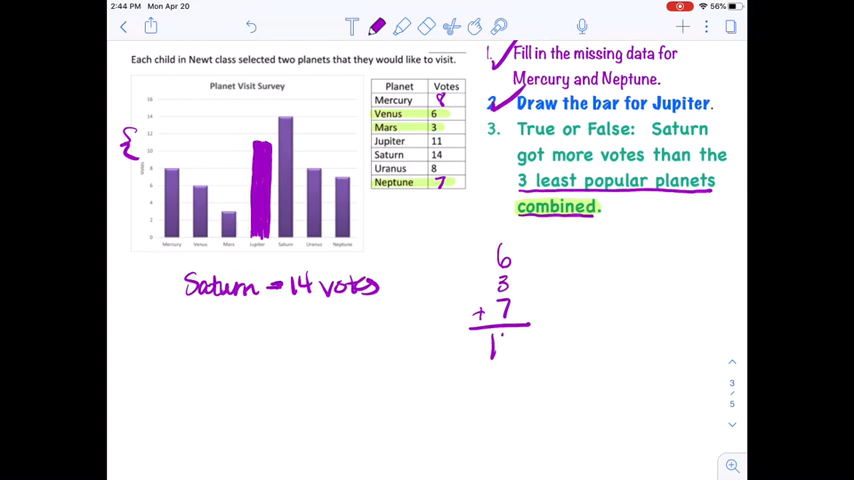 2:44 PM Mon Apr 20
56%
Each child in Newt class selected two planets that they would like to visit.
Planet Visit Survey
16
14
12
10
8
6
4
2
0
Votes
Mercury Venus Mars Jupiter Saturn Uranus Neptune
Planet Votes
Mercury 8
Venus 6
Mars 3
Jupiter 11
Saturn 14
Uranus 8
Neptune 7
1. Fill in the missing data for
Mercury and Neptune.
2. Draw the bar for Jupiter.
3. True or False: Saturn
got more votes than the
3 least popular planets
combined.
Saturn = 14 votes
6
3
+ 7
1
3
/
5